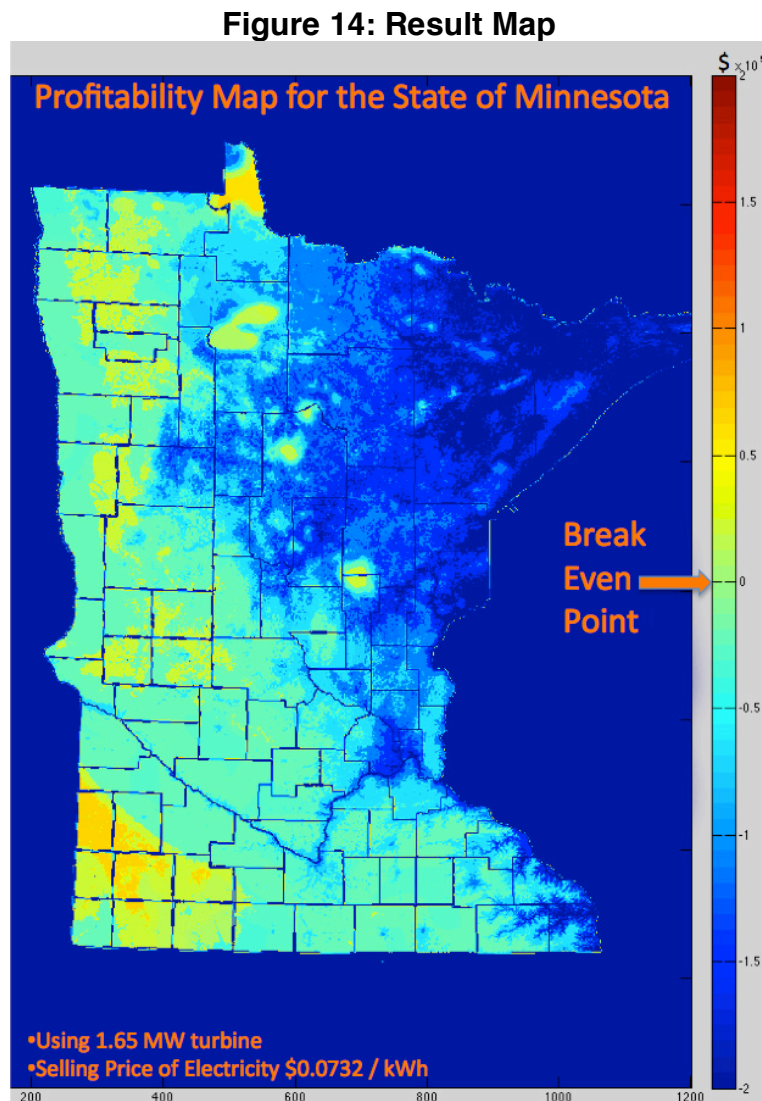 Figure 14: Result Map
$ ×10
Profitability Map for the State of Minnesota
2
1.5
1
0.5
Break
Even
Point
0
-0.5
-1
-1.5
-2
•Using 1.65 MW turbine
•Selling Price of Electricity $0.0732 / kWh
200 400 600 800 1000 1200